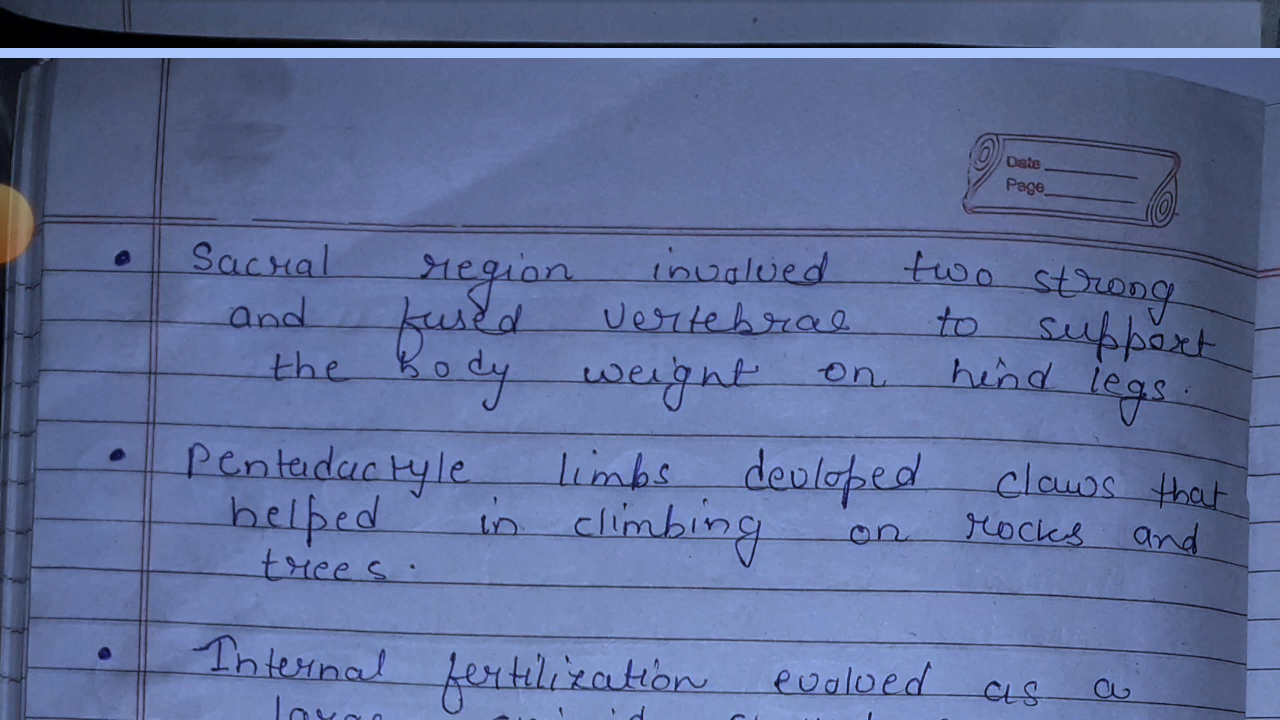 Date
Page
• Sacral region involved two strong
and fused vertebrae to support
the body weight on hind legs.
• Pentadactyle limbs devloped claws that
helped in climbing on rocks and
trees.
• Internal fertilization evolved as a